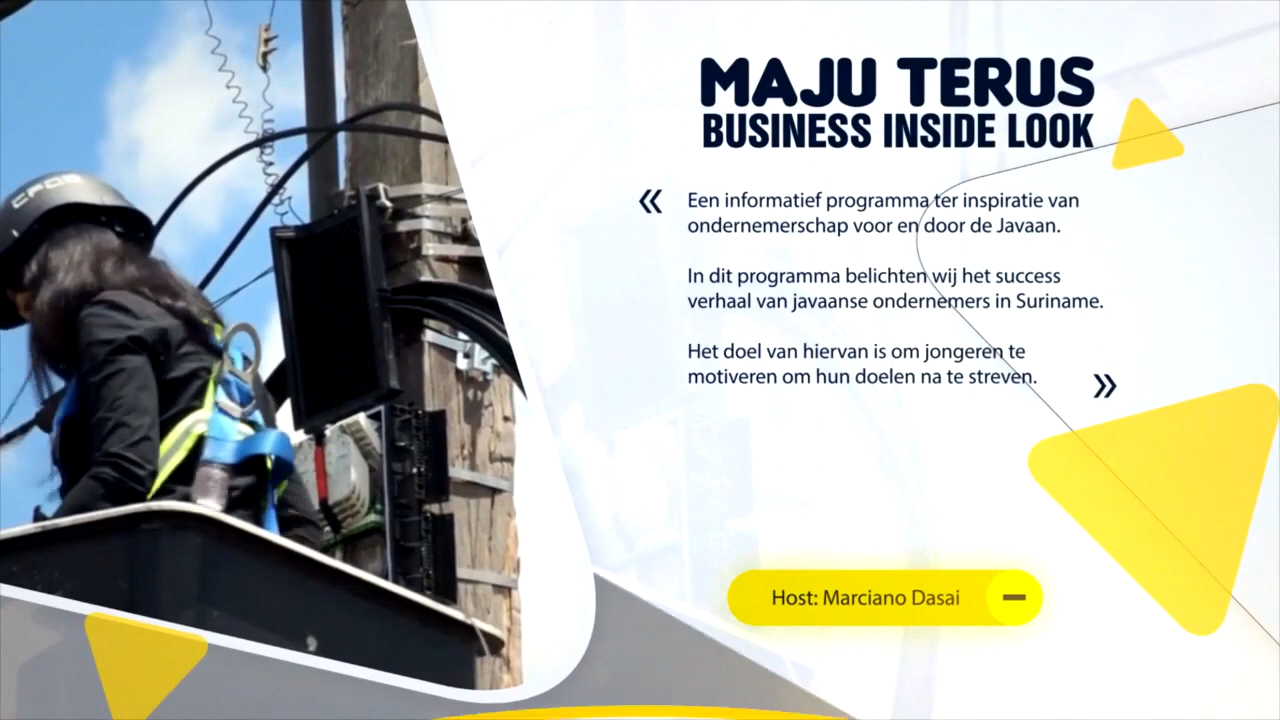 MAJU TERUS
BUSINESS INSIDE LOOK
« Een informatief programma ter inspiratie van
ondernemerschap voor en door de Javaan.
In dit programma belichten wij het success
verhaal van javaanse ondernemers in Suriname.
Het doel van hiervan is om jongeren te
motiveren om hun doelen na te streven. »
Host: Marciano Dasai